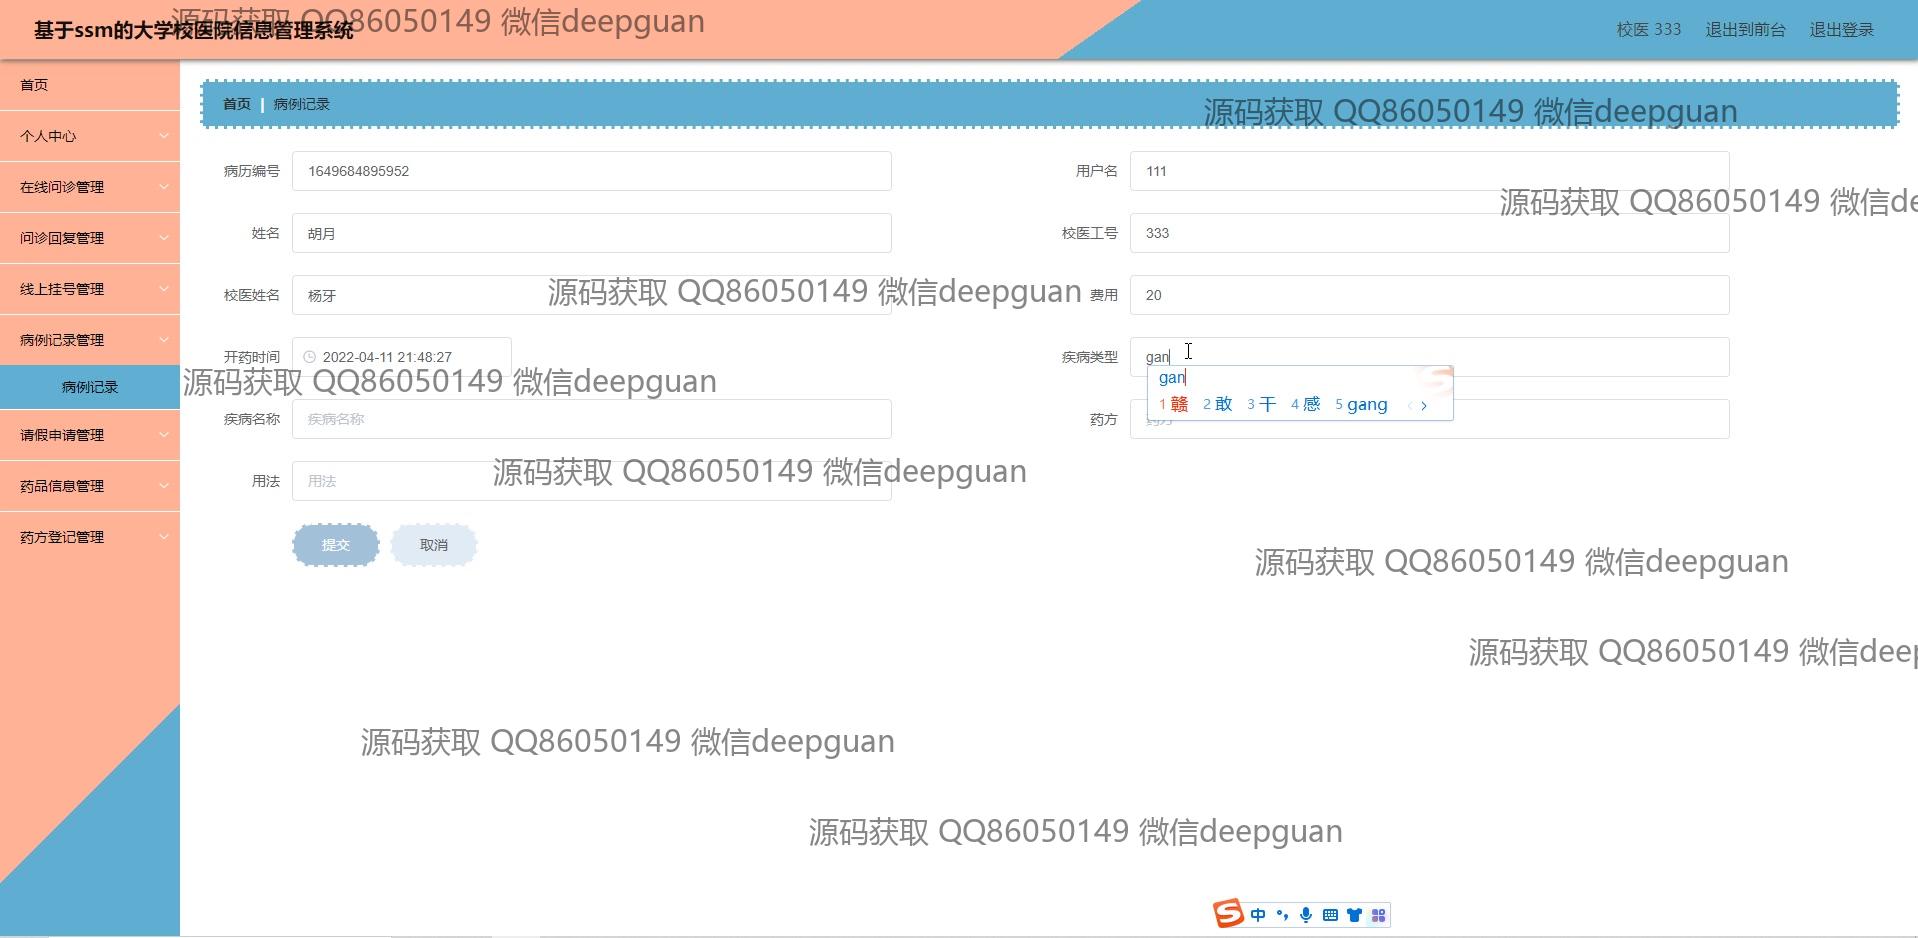 基于ssm的大学校医院信息管理系统
源码获取 QQ86050149 微信deepguan
校医 333 退出到前台 退出登录
首页
个人中心
在线问诊管理
问诊回复管理
线上挂号管理
病例记录管理
病例记录
请假申请管理
药品信息管理
药方登记管理
首页 | 病例记录
源码获取 QQ86050149 微信deepguan
病历编号 1649684895952
用户名 111
源码获取 QQ86050149 微信de
姓名 胡月
校医工号 333
校医姓名 杨牙
源码获取 QQ86050149 微信deepguan
费用 20
开药时间 2022-04-11 21:48:27
疾病类型 gan
gan
1 赣 2 敢 3 干 4 感 5 gang
源码获取 QQ86050149 微信deepguan
疾病名称 疾病名称
药方 药方
用法 用法
源码获取 QQ86050149 微信deepguan
提交 取消
源码获取 QQ86050149 微信deepguan
源码获取 QQ86050149 微信deep
源码获取 QQ86050149 微信deepguan
源码获取 QQ86050149 微信deepguan
中